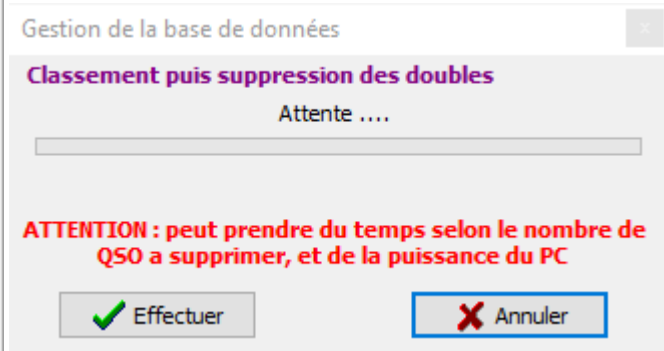 Gestion de la base de données
Classement puis suppression des doubles
Attente ....
ATTENTION : peut prendre du temps selon le nombre de
QSO a supprimer, et de la puissance du PC
Effectuer
Annuler